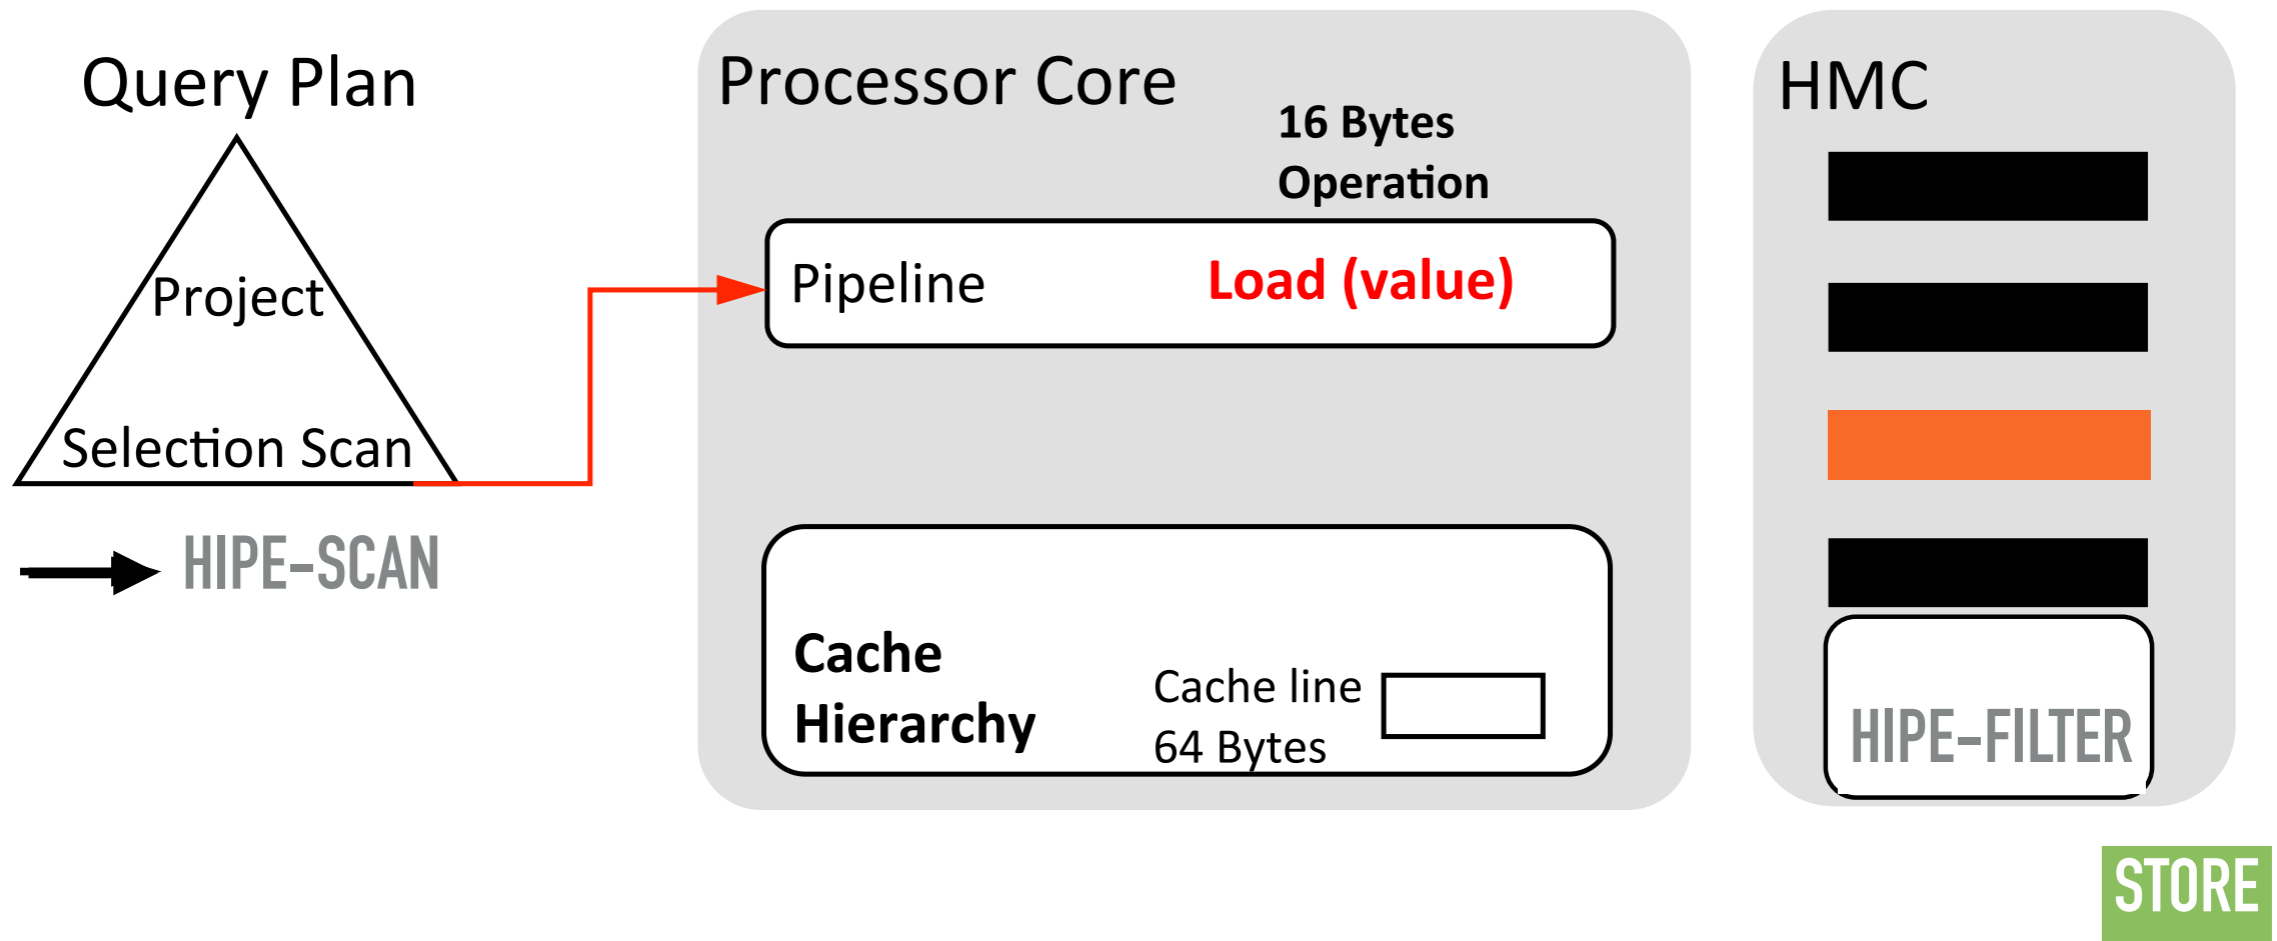 Query Plan
Project
Selection Scan
HIPE-SCAN
Processor Core
16 Bytes
Operation
Pipeline
Load (value)
Cache
Hierarchy
Cache line
64 Bytes
HMC
HIPE-FILTER
STORE